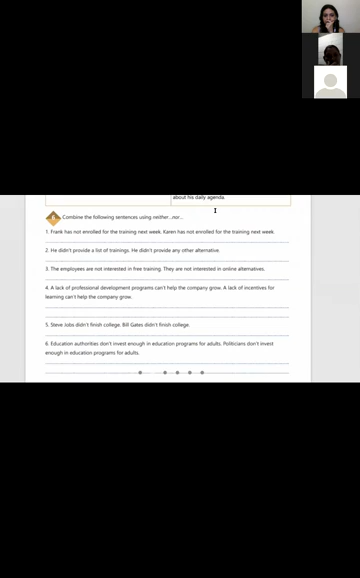 about his daily agenda.
Combine the following sentences using neither...nor...
1. Frank has not enrolled for the training next week. Karen has not enrolled for the training next week.
2. He didn't provide a list of trainings. He didn't provide any other alternative.
3. The employees are not interested in free training. They are not interested in online alternatives.
4. A lack of professional development programs can't help the company grow. A lack of incentives for
learning can't help the company grow.
5. Steve Jobs didn't finish college. Bill Gates didn't finish college.
6. Education authorities don't invest enough in education programs for adults. Politicians don't invest
enough in education programs for adults.